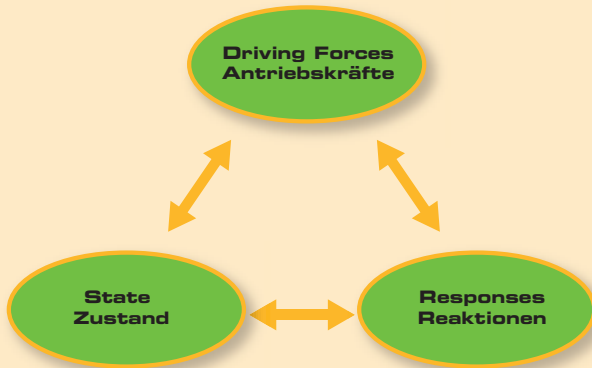 Driving Forces
Antriebskräfte
State
Zustand
Responses
Reaktionen